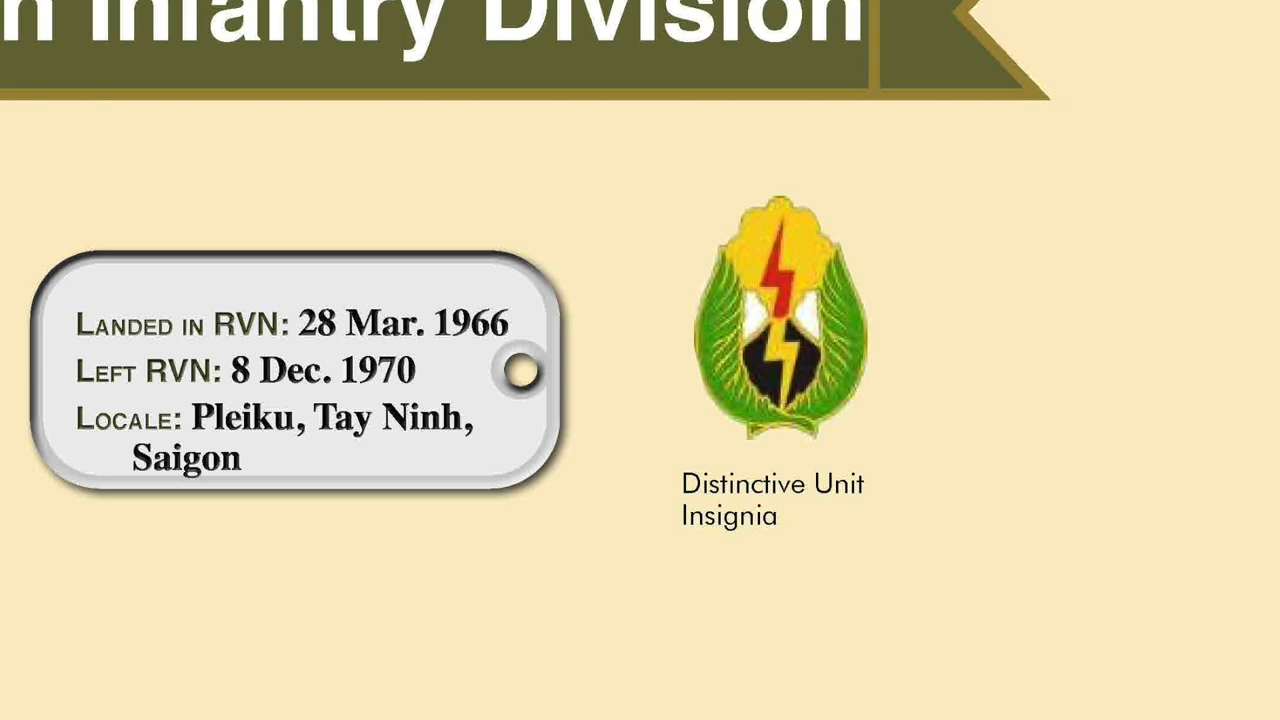 n Infantry Division
Landed in RVN: 28 Mar. 1966
Left RVN: 8 Dec. 1970
Locale: Pleiku, Tay Ninh,
Saigon
Distinctive Unit
Insignia